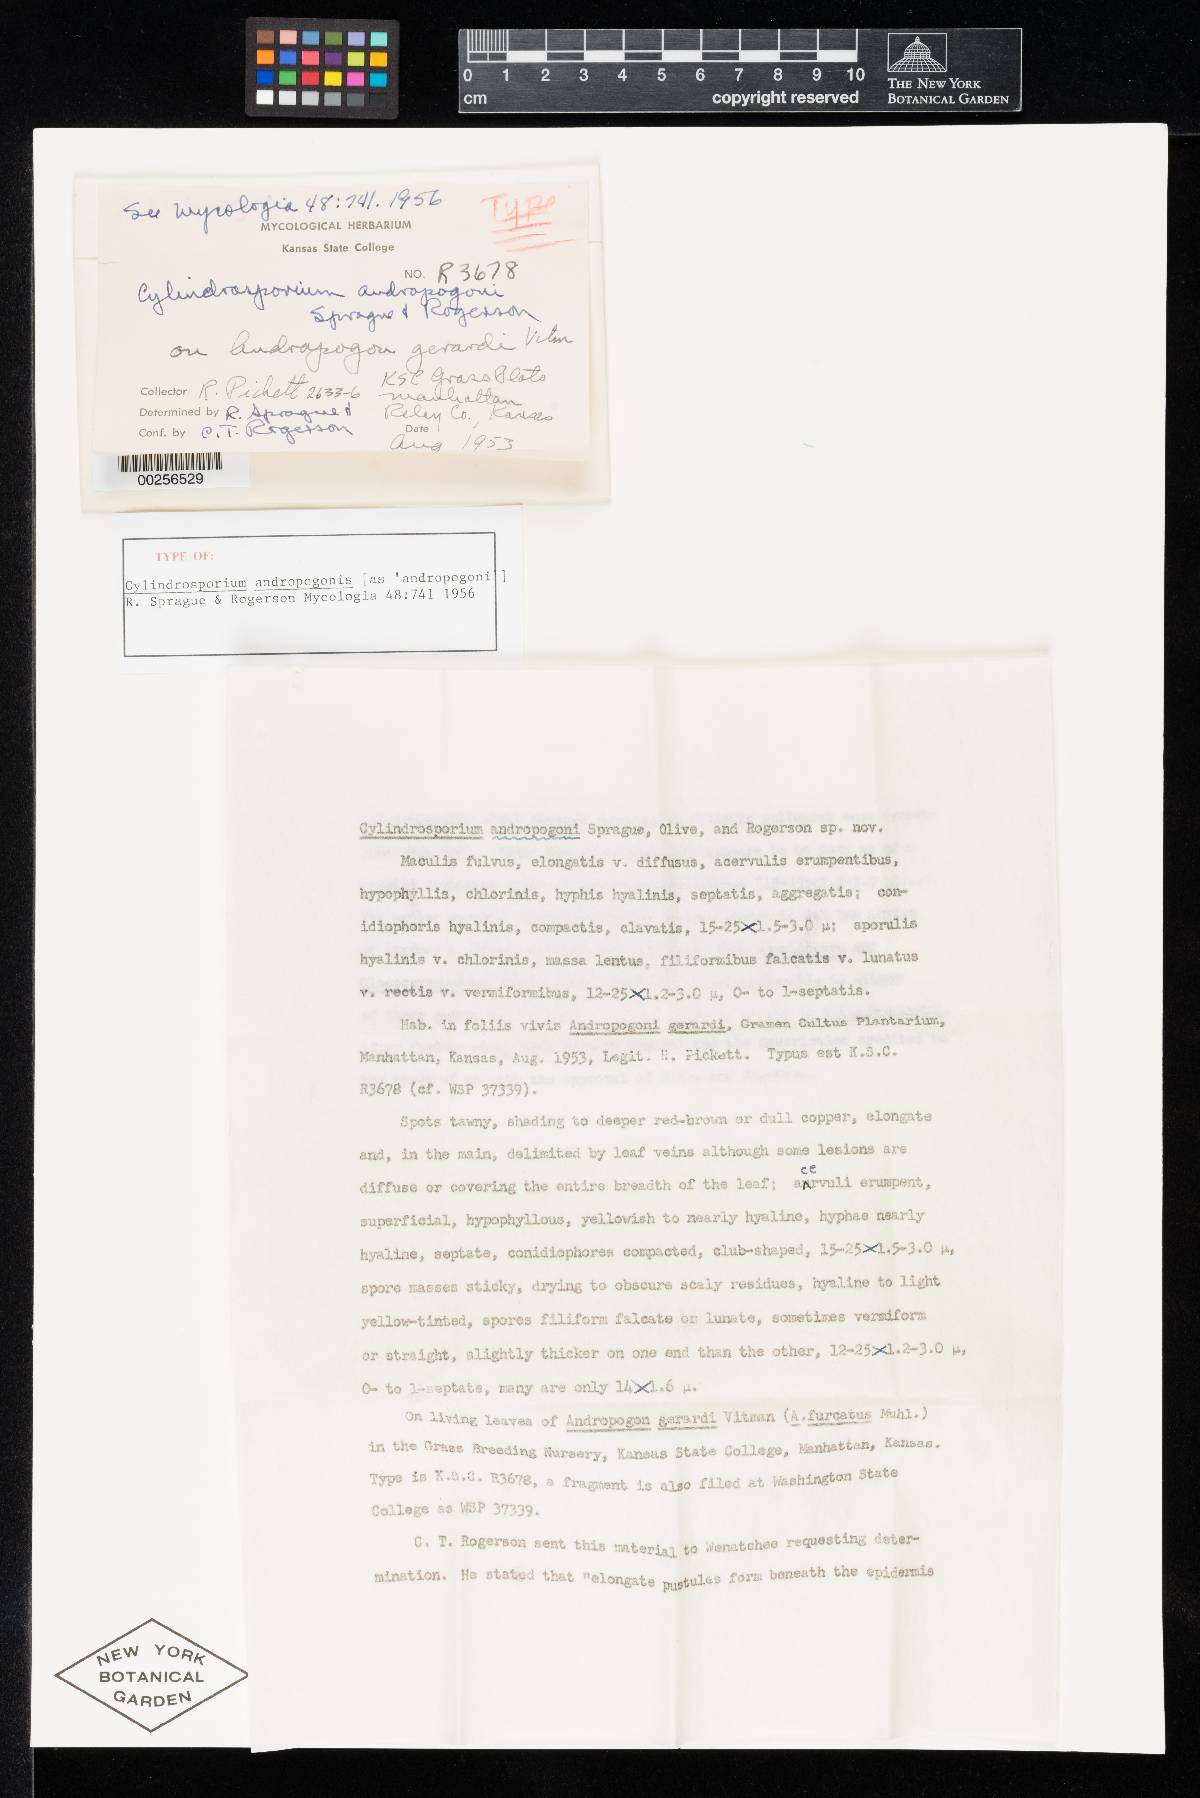 0 1 2 3 4 5 6 7 8 9 10
cm
copyright reserved
THE NEW YORK
BOTANICAL GARDEN
See Mycologia 48:741. 1956
TYPE
MYCOLOGICAL HERBARIUM
Kansas State College
NO. R3678
Cylindrosporium andropogoni
Sprague & Rogerson
on Andropogon gerardi Vitm
Collector R. Pickett 2633-6
KSC Grass Plots
Manhattan
Determined by R. Sprague &
Riley Co., Kansas
Conf. by C.T. Rogerson
Date
Aug 1953
00256529
TYPE OF:
Cylindrosporium andropogonis [as 'andropogoni']
R. Sprague & Rogerson Mycologia 48:741 1956
Cylindrosporium andropogoni Sprague, Olive, and Rogerson sp. nov.
Maculis fulvus, elongatis v. diffusus, acervulis erumpentibus,
hypophyllis, chlorinis, hyphis hyalinis, septatis, aggregatis; con-
idiophoris hyalinis, compactis, clavatis, 15-25X1.5-3.0 µ; sporulis
hyalinis v. chlorinis, massa lentus, filiformibus falcatis v. lunatus
v. rectis v. vermiformibus, 12-25X1.2-3.0 µ, 0- to 1-septatis.
Hab. in foliis vivis Andropogoni gerardi, Gramen Cultus Plantarium,
Manhattan, Kansas, Aug. 1953, Legit. R. Pickett. Typus est K.S.C.
R3678 (cf. WSP 37339).
Spots tawny, shading to deeper red-brown or dull copper, elongate
and, in the main, delimited by leaf veins although some lesions are
diffuse or covering the entire breadth of the leaf; acervuli erumpent,
superficial, hypophyllous, yellowish to nearly hyaline, hyphae nearly
hyaline, septate, conidiophores compacted, club-shaped, 15-25X1.5-3.0 µ,
spore masses sticky, drying to obscure scaly residues, hyaline to light
yellow-tinted, spores filiform falcate or lunate, sometimes vermiform
or straight, slightly thicker on one end than the other, 12-25X1.2-3.0 µ,
0- to 1-septate, many are only 14X1.6 µ.
On living leaves of Andropogon gerardi Vitman (A.furcatus Muhl.)
in the Grass Breeding Nursery, Kansas State College, Manhattan, Kansas.
Type is K.S.C. R3678, a fragment is also filed at Washington State
College as WSP 37339.
C. T. Rogerson sent this material to Wenatchee requesting deter-
mination. He stated that "elongate pustules form beneath the epidermis
NEW YORK
BOTANICAL
GARDEN